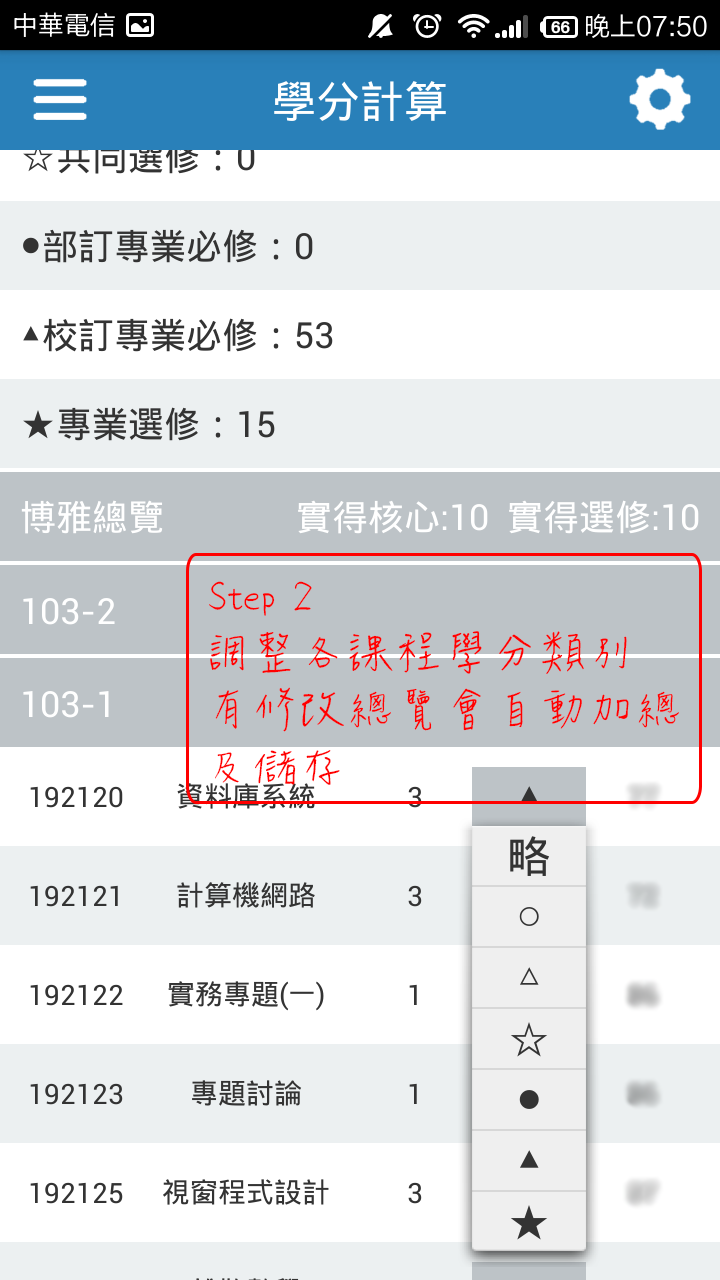 中華電信 66 晚上07:50
學分計算
☆共同選修：0
●部訂專業必修：0
▲校訂專業必修：53
★專業選修：15
博雅總覽 實得核心:10 實得選修:10
103-2
103-1
Step 2
調整各課程學分類別
有修改總覽會自動加總
及儲存
192120 資料庫系統 3 ▲
略
○
△
☆
●
▲
★
192121 計算機網路 3
192122 實務專題(一) 1
192123 專題討論 1
192125 視窗程式設計 3